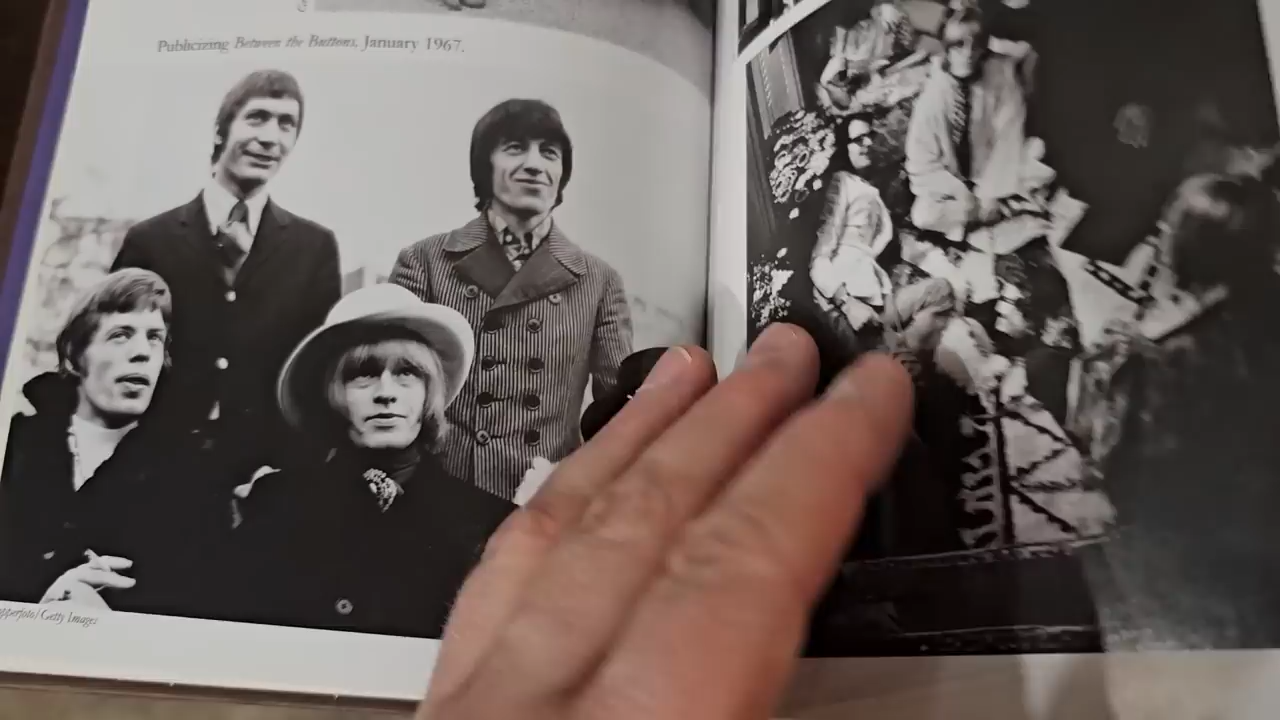 Publicizing Between the Buttons, January 1967.
/Getty Images